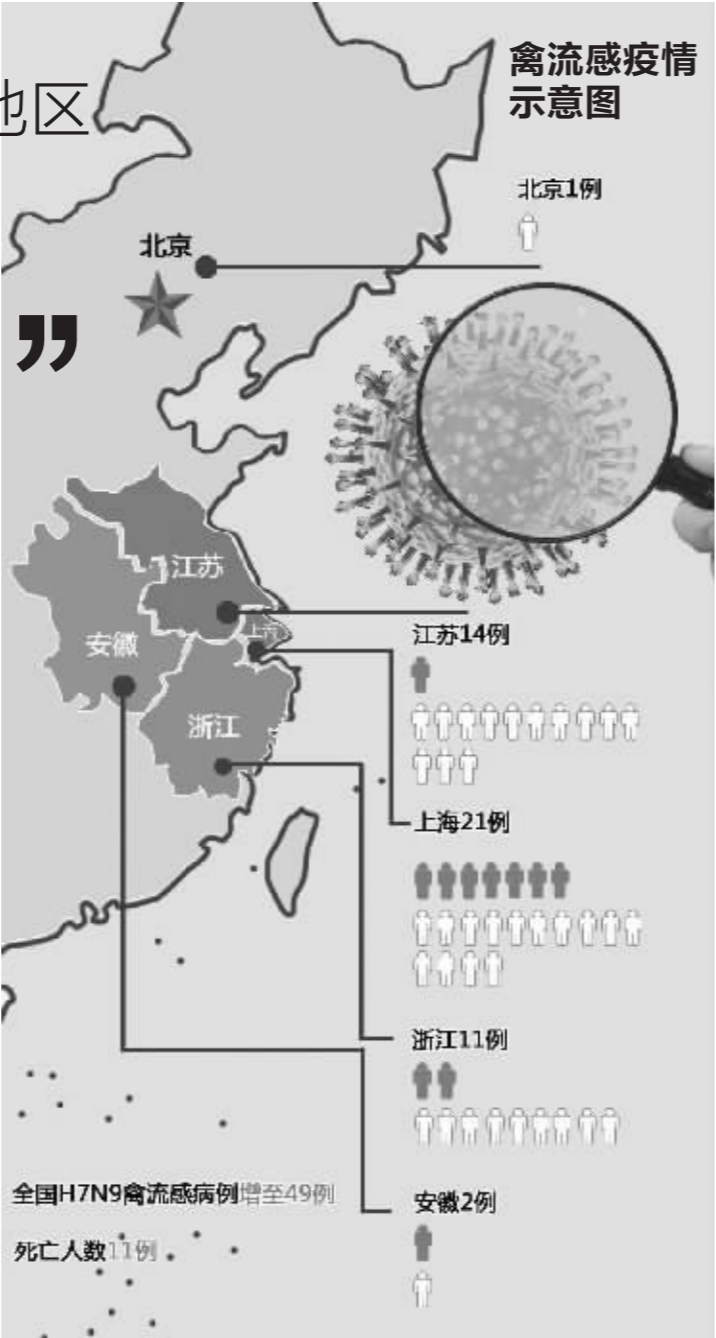 地区
禽流感疫情
示意图
北京1例
北京
”
江苏
上海
安徽
浙江
江苏14例
上海21例
浙江11例
安徽2例
全国H7N9禽流感病例增至49例
死亡人数11例